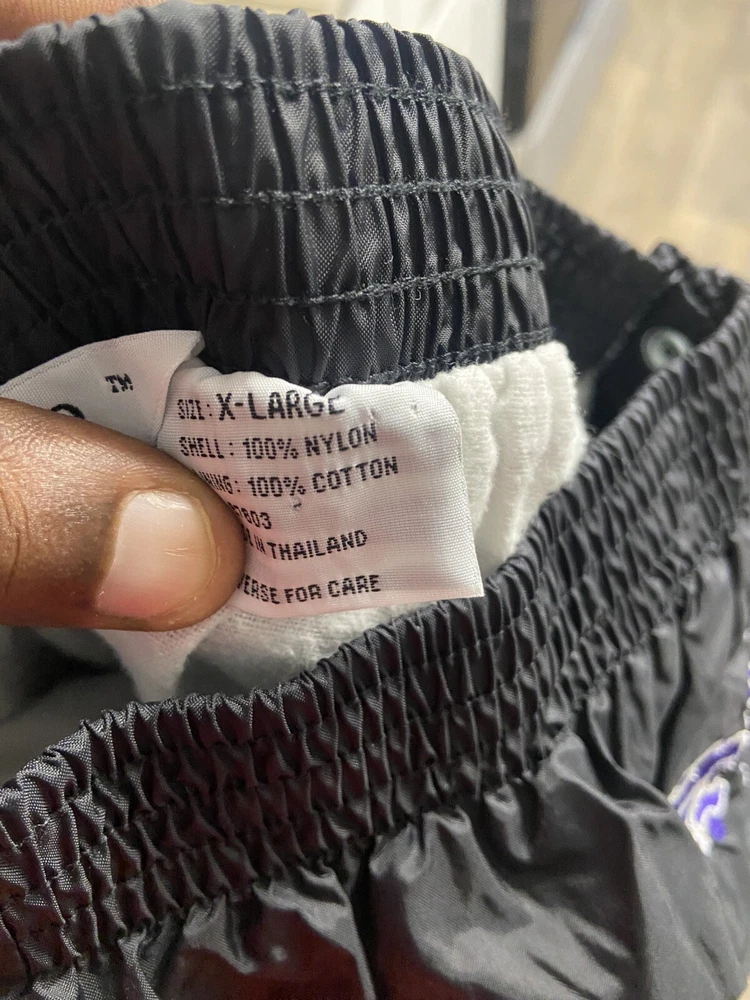 TM
SIZE: X-LARGE
SHELL: 100% NYLON
100% COTTON
IN THAILAND
FOR CARE